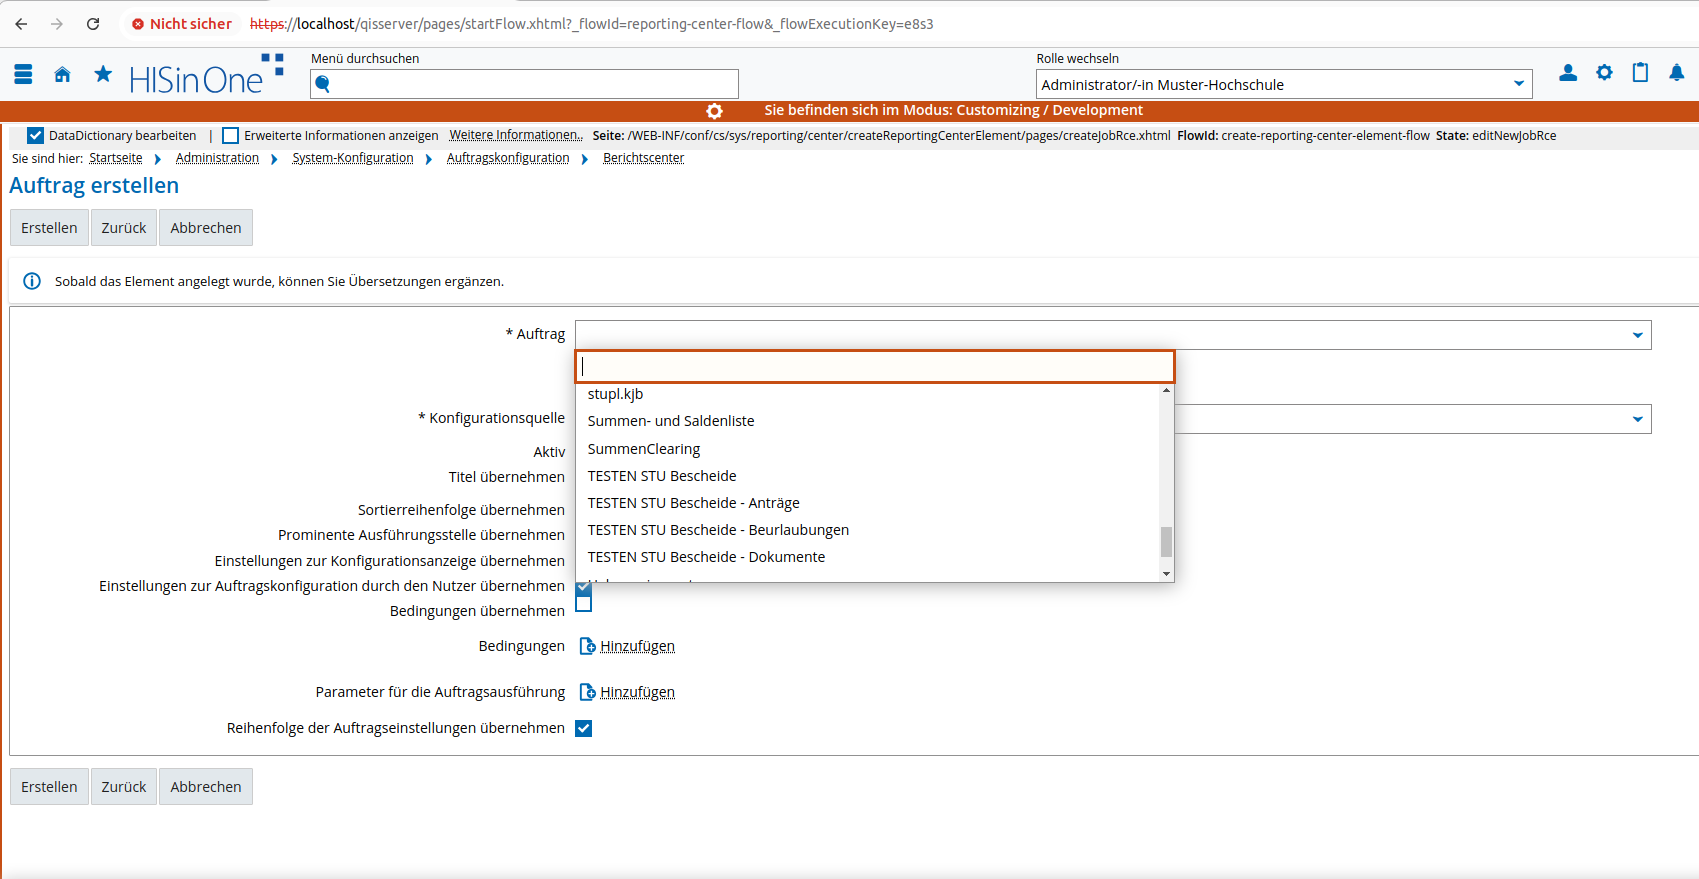 Nicht sicher https://localhost/qisserver/pages/startFlow.xhtml?_flowId=reporting-center-flow&_flowExecutionKey=e8s3
Menü durchsuchen
Rolle wechseln
HISinOne
Administrator/-in Muster-Hochschule
Sie befinden sich im Modus: Customizing / Development
DataDictionary bearbeiten | Erweiterte Informationen anzeigen Weitere Informationen.. Seite: /WEB-INF/conf/cs/sys/reporting/center/createReportingCenterElement/pages/createJobRce.xhtml FlowId: create-reporting-center-element-flow State: editNewJobRce
Sie sind hier: Startseite Administration System-Konfiguration Auftragskonfiguration Berichtscenter
Auftrag erstellen
Erstellen Zurück Abbrechen
Sobald das Element angelegt wurde, können Sie Übersetzungen ergänzen.
* Auftrag
stupl.kjb
Summen- und Saldenliste
SummenClearing
TESTEN STU Bescheide
TESTEN STU Bescheide - Anträge
TESTEN STU Bescheide - Beurlaubungen
TESTEN STU Bescheide - Dokumente
* Konfigurationsquelle
Aktiv
Titel übernehmen
Sortierreihenfolge übernehmen
Prominente Ausführungsstelle übernehmen
Einstellungen zur Konfigurationsanzeige übernehmen
Einstellungen zur Auftragskonfiguration durch den Nutzer übernehmen
Bedingungen übernehmen
Bedingungen Hinzufügen
Parameter für die Auftragsausführung Hinzufügen
Reihenfolge der Auftragseinstellungen übernehmen
Erstellen Zurück Abbrechen